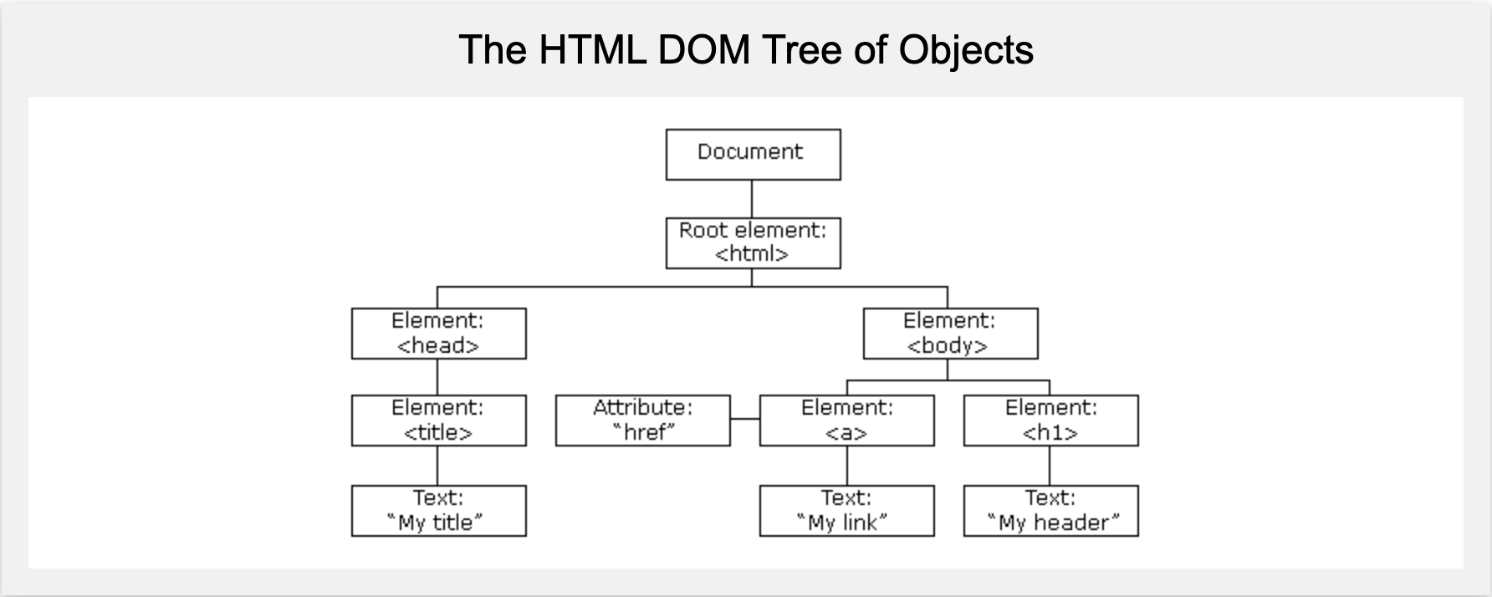 The HTML DOM Tree of Objects
Document
Root element:
<html>
Element:
<head>
Element:
<body>
Element:
<title>
Attribute:
“href”
Element:
<a>
Element:
<h1>
Text:
“My title”
Text:
“My link”
Text:
“My header”